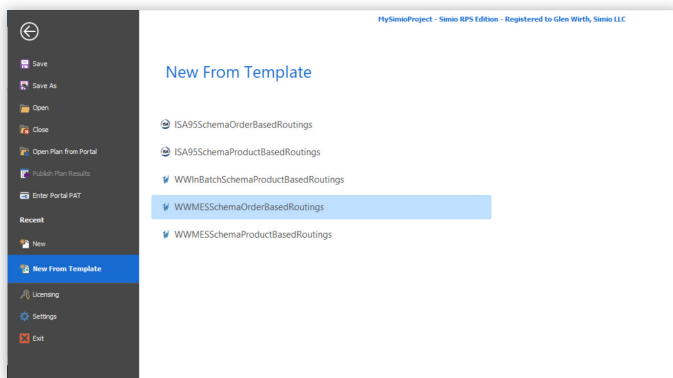 MySimioProject - Simio RPS Edition - Registered to Glen Wirth, Simio LLC
Save
Save As
Open
Close
Open Plan from Portal
Publish Plan Results
Enter Portal PAT
Recent
New
New From Template
Licensing
Settings
Exit
New From Template
ISA95SchemaOrderBasedRoutings
ISA95SchemaProductBasedRoutings
WWInBatchSchemaProductBasedRoutings
WWMESSchemaOrderBasedRoutings
WWMESSchemaProductBasedRoutings